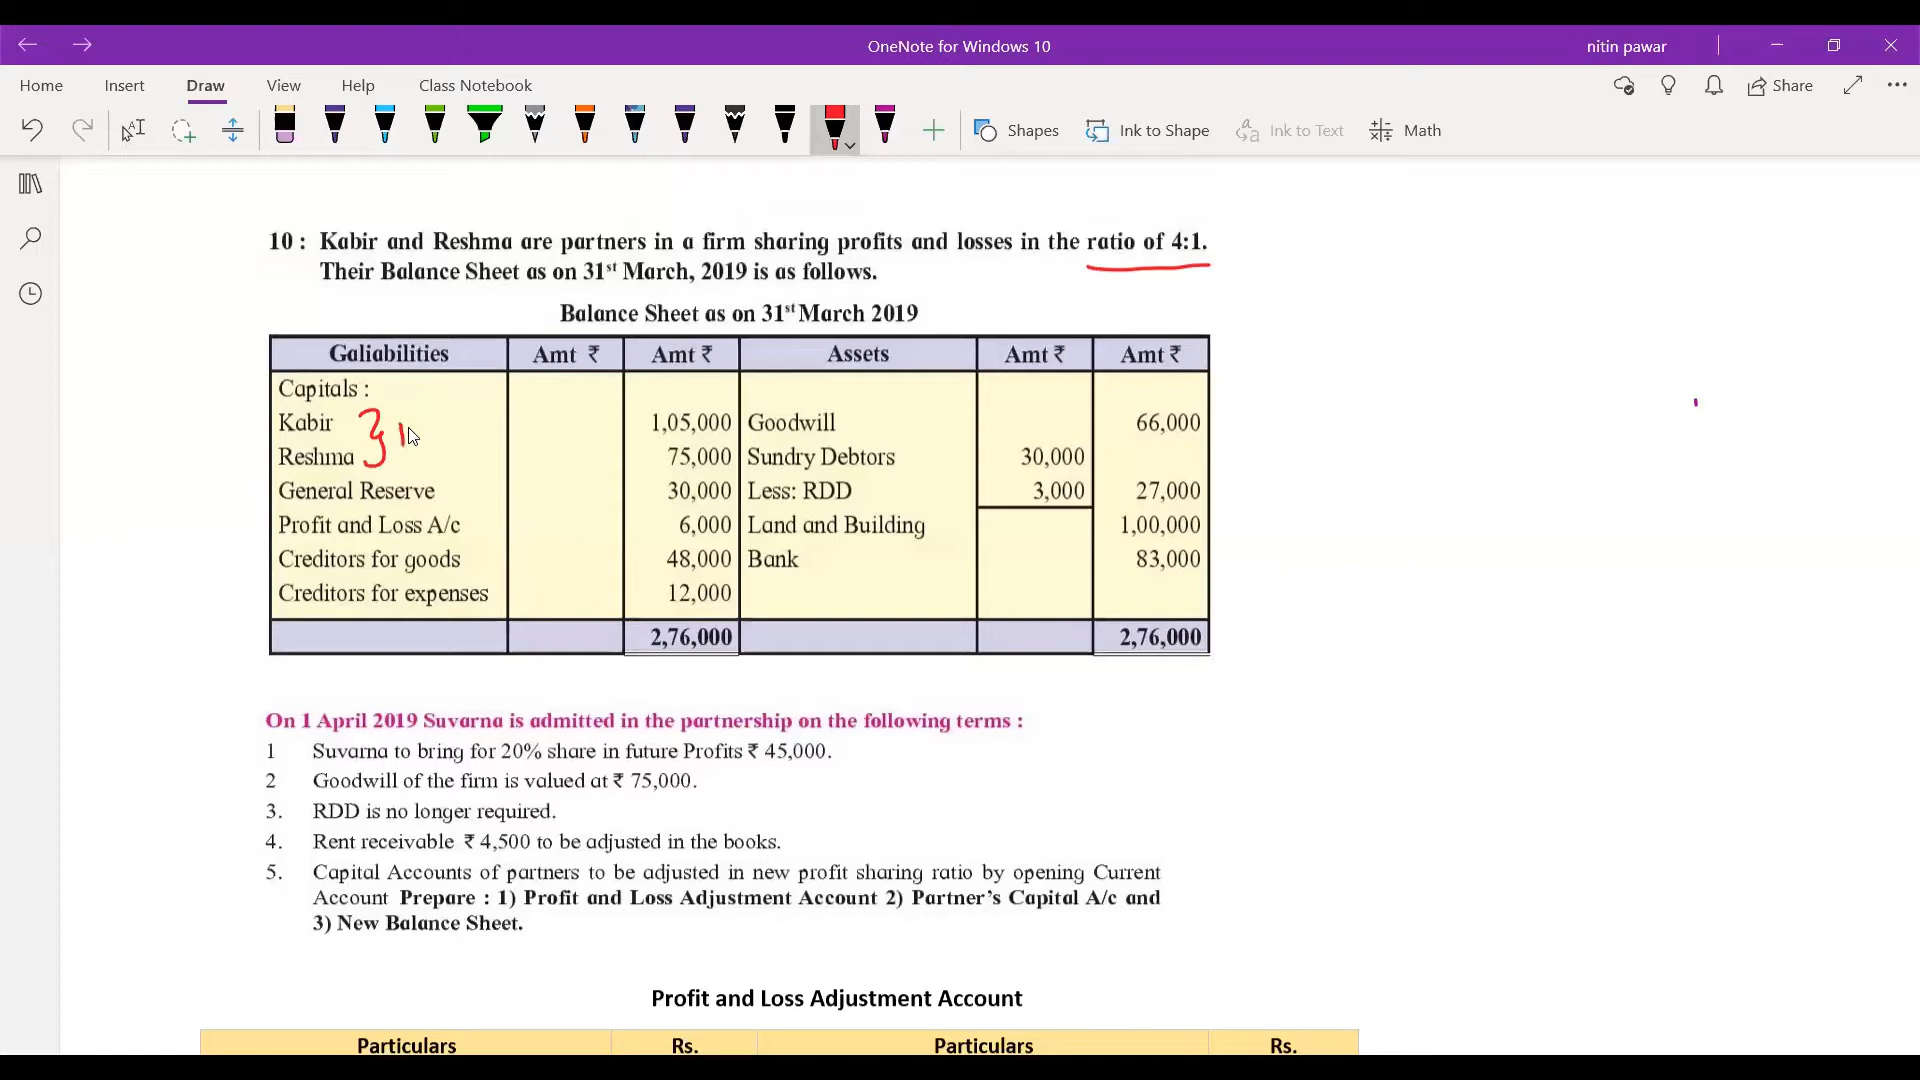 OneNote for Windows 10
nitin pawar
Home Insert Draw View Help Class Notebook
Share
Shapes Ink to Shape Ink to Text Math
10 : Kabir and Reshma are partners in a firm sharing profits and losses in the ratio of 4:1.
Their Balance Sheet as on 31st March, 2019 is as follows.
Balance Sheet as on 31st March 2019
Galiabilities Amt ₹ Amt ₹ Assets Amt ₹ Amt ₹
Capitals :
Kabir 1,05,000 Goodwill 66,000
Reshma 75,000 Sundry Debtors 30,000
General Reserve 30,000 Less: RDD 3,000 27,000
Profit and Loss A/c 6,000 Land and Building 1,00,000
Creditors for goods 48,000 Bank 83,000
Creditors for expenses 12,000
2,76,000 2,76,000
On 1 April 2019 Suvarna is admitted in the partnership on the following terms :
1 Suvarna to bring for 20% share in future Profits ₹ 45,000.
2 Goodwill of the firm is valued at ₹ 75,000.
3. RDD is no longer required.
4. Rent receivable ₹ 4,500 to be adjusted in the books.
5. Capital Accounts of partners to be adjusted in new profit sharing ratio by opening Current
Account Prepare : 1) Profit and Loss Adjustment Account 2) Partner's Capital A/c and
3) New Balance Sheet.
Profit and Loss Adjustment Account
Particulars Rs. Particulars Rs.